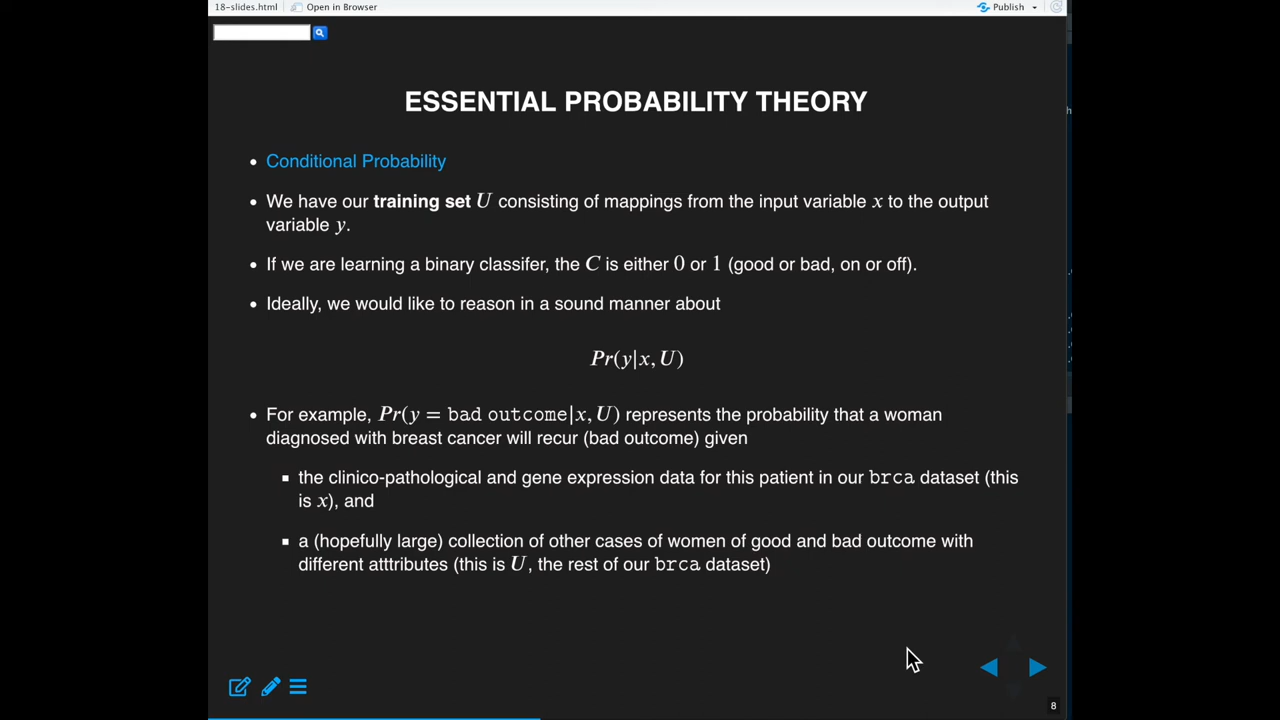 18-slides.html Open in Browser Publish
ESSENTIAL PROBABILITY THEORY
• Conditional Probability
• We have our training set U consisting of mappings from the input variable x to the output
variable y.
• If we are learning a binary classifer, the C is either 0 or 1 (good or bad, on or off).
• Ideally, we would like to reason in a sound manner about
Pr(y|x, U)
• For example, Pr(y = bad outcome|x, U) represents the probability that a woman
diagnosed with breast cancer will recur (bad outcome) given
▪ the clinico-pathological and gene expression data for this patient in our brca dataset (this
is x), and
▪ a (hopefully large) collection of other cases of women of good and bad outcome with
different atttributes (this is U, the rest of our brca dataset)
8